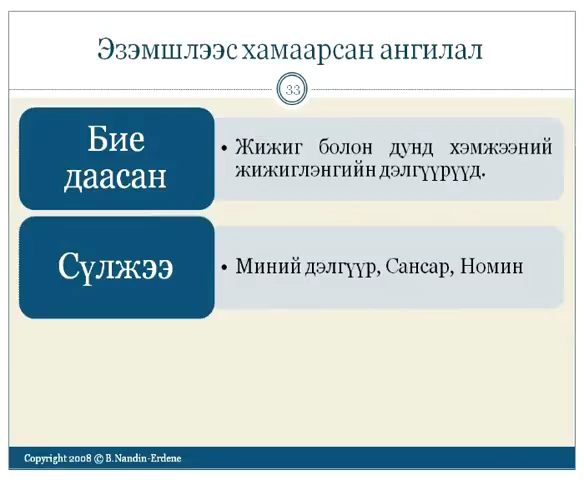 Эзэмшлээс хамаарсан ангилал
33
Бие
даасан
• Жижиг болон дунд хэмжээний
жижиглэнгийн дэлгүүрүүд.
Сүлжээ
• Миний дэлгүүр, Сансар, Номин
Copyright 2008 © B.Nandin-Erdene